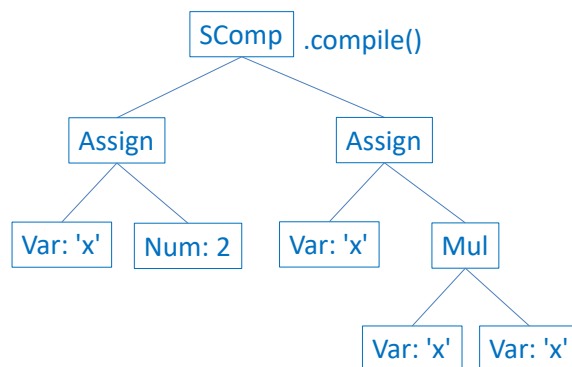 SComp .compile()
Assign Assign
Var: 'x' Num: 2 Var: 'x' Mul
Var: 'x' Var: 'x'